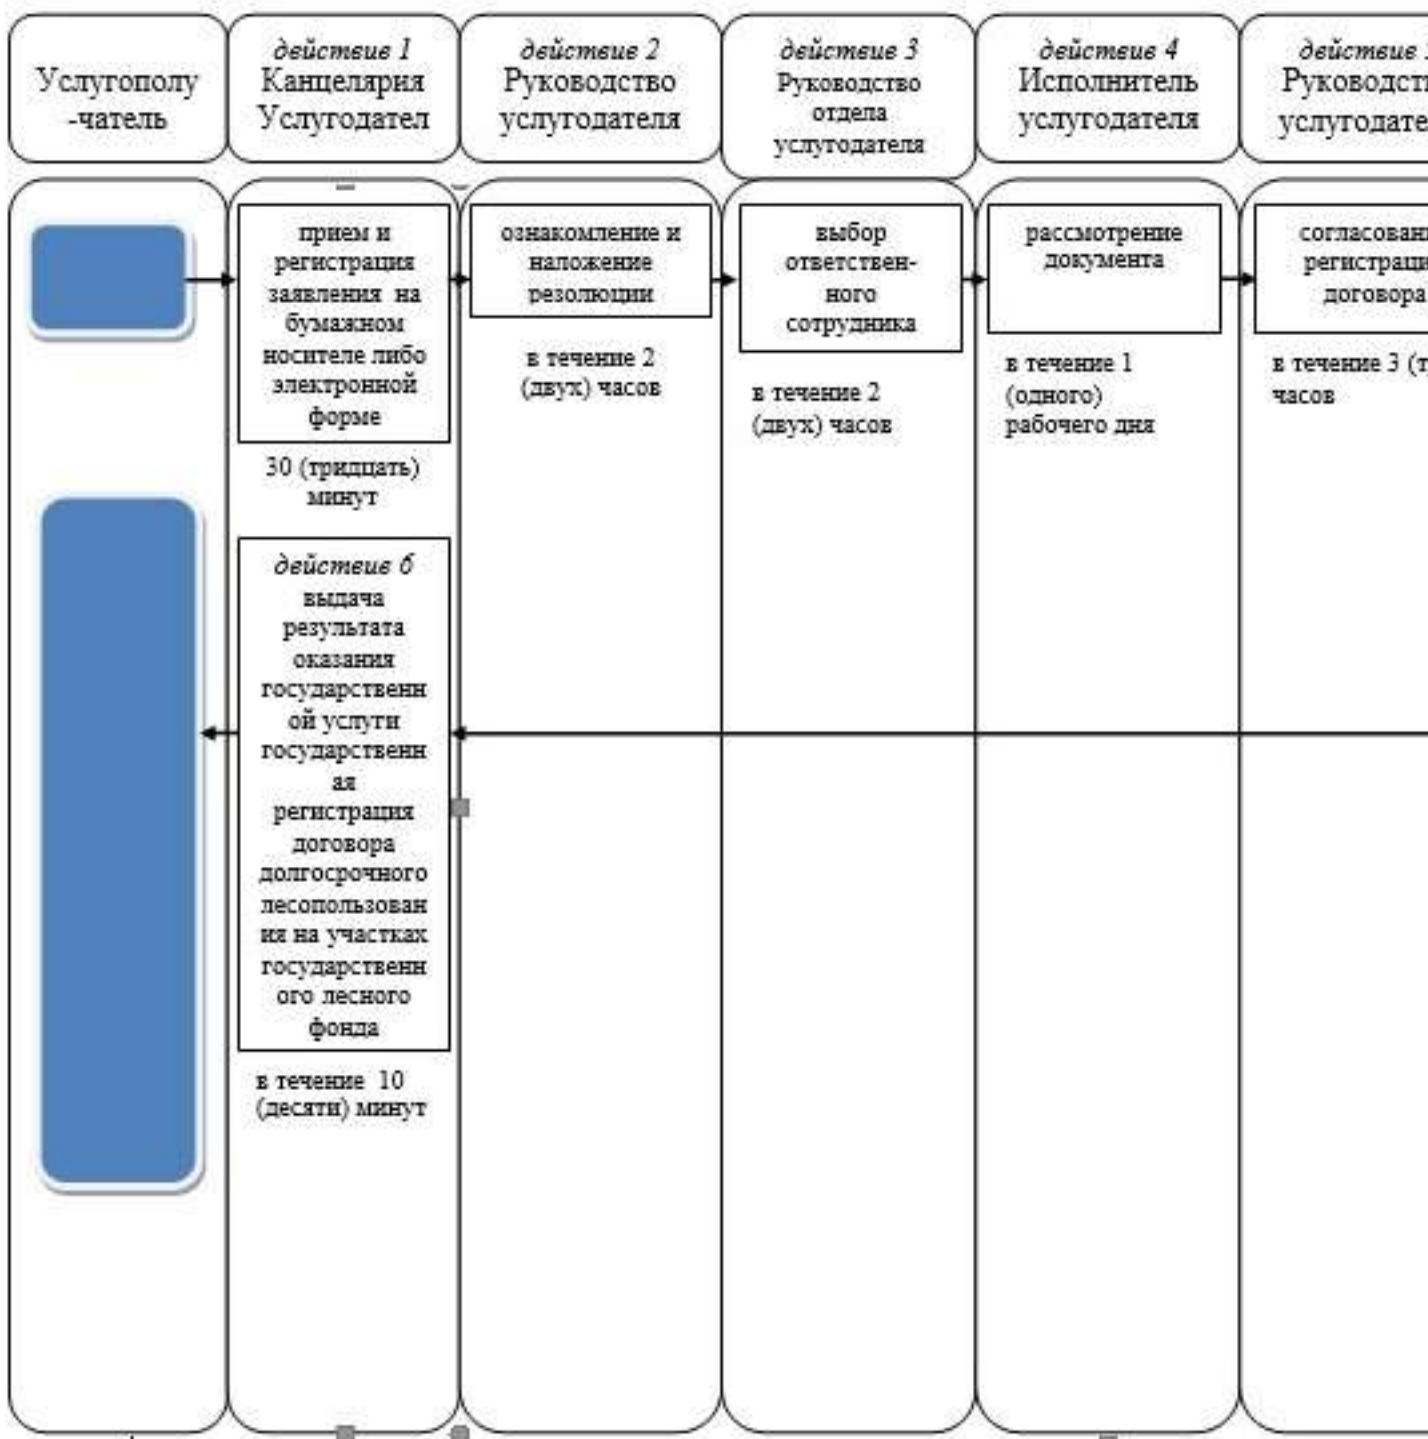 Услугополу
-чатель
действие 1
Канцелярия
Услугодател
действие 2
Руководство
услугодателя
действие 3
Руководство
отдела
услугодателя
действие 4
Исполнитель
услугодателя
действие
Руководств
услугодате
прием и
регистрация
заявления на
бумажном
носителе либо
электронной
форме
30 (тридцать)
минут
ознакомление и
наложение
резолюции
в течение 2
(двух) часов
выбор
ответствен-
ного
сотрудника
в течение 2
(двух) часов
рассмотрение
документа
в течение 1
(одного)
рабочего дня
согласован
регистраци
договора
в течение 3 (т
часов
действие 6
выдача
результата
оказания
государственн
ой услуги
государственн
ая
регистрация
договора
долгосрочного
лесопользован
ия на участках
государственн
ого лесного
фонда
в течение 10
(десяти) минут